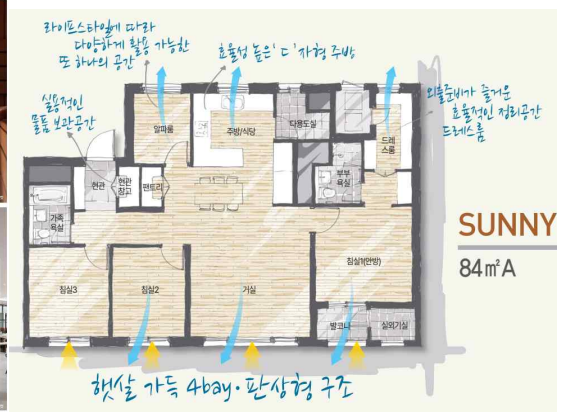 라이프스타일에 따라
다양하게 활용 가능한
또 하나의 공간
효율성 높은 'ㄷ'자형 주방
실용적인
물품 보관공간
외출준비가 즐거운
효율적인 정리공간
드레스룸
알파룸
주방/식당
다용도실
드레
스룸
현관
현관
창고
팬트리
부부
욕실
가족
욕실
침실3
침실2
거실
침실1(안방)
발코니
실외기실
SUNNY
84㎡A
햇살 가득 4bay·판상형 구조